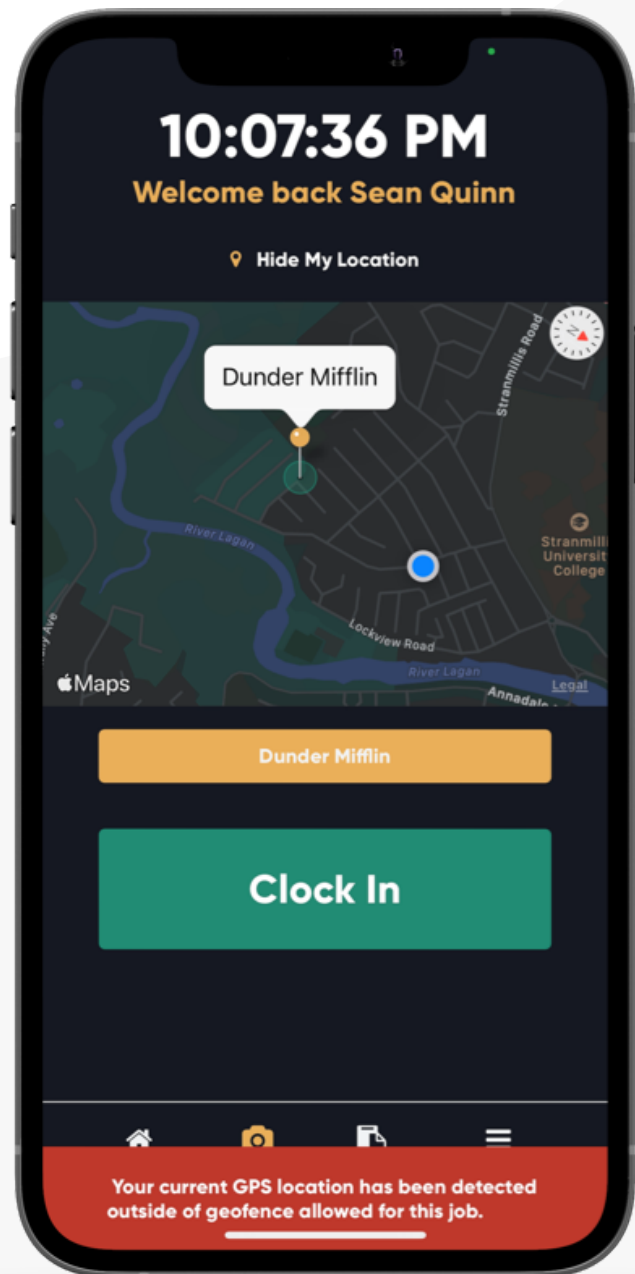 10:07:36 PM
Welcome back Sean Quinn
Hide My Location
Stranmillis Road
N
Dunder Mifflin
River Lagan
Stranmilli
Universit
College
Lockview Road
River Lagan
Maps
Legal
Dunder Mifflin
Clock In
Your current GPS location has been detected
outside of geofence allowed for this job.